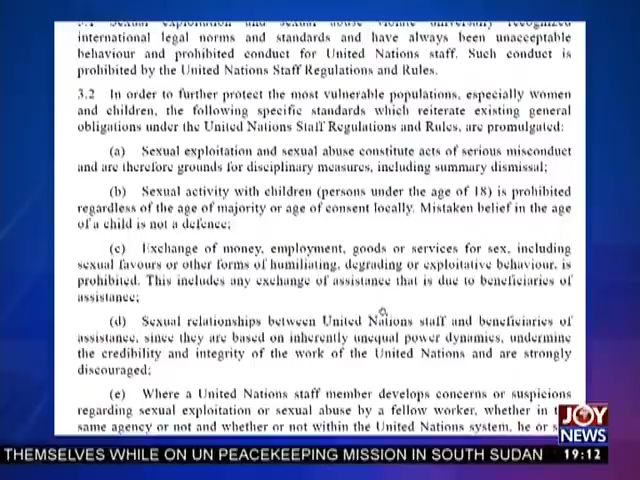 3.1 Sexual exploitation and sexual abuse violate universally recognized
international legal norms and standards and have always been unacceptable
behaviour and prohibited conduct for United Nations staff. Such conduct is
prohibited by the United Nations Staff Regulations and Rules.
3.2 In order to further protect the most vulnerable populations, especially women
and children, the following specific standards which reiterate existing general
obligations under the United Nations Staff Regulations and Rules, are promulgated:
(a) Sexual exploitation and sexual abuse constitute acts of serious misconduct
and are therefore grounds for disciplinary measures, including summary dismissal;
(b) Sexual activity with children (persons under the age of 18) is prohibited
regardless of the age of majority or age of consent locally. Mistaken belief in the age
of a child is not a defence;
(c) Exchange of money, employment, goods or services for sex, including
sexual favours or other forms of humiliating, degrading or exploitative behaviour, is
prohibited. This includes any exchange of assistance that is due to beneficiaries of
assistance;
(d) Sexual relationships between United Nations staff and beneficiaries of
assistance, since they are based on inherently unequal power dynamics, undermine
the credibility and integrity of the work of the United Nations and are strongly
discouraged;
(e) Where a United Nations staff member develops concerns or suspicions
regarding sexual exploitation or sexual abuse by a fellow worker, whether in
same agency or not and whether or not within the United Nations system, he or
JOY
NEWS
THEMSELVES WHILE ON UN PEACEKEEPING MISSION IN SOUTH SUDAN 19:12